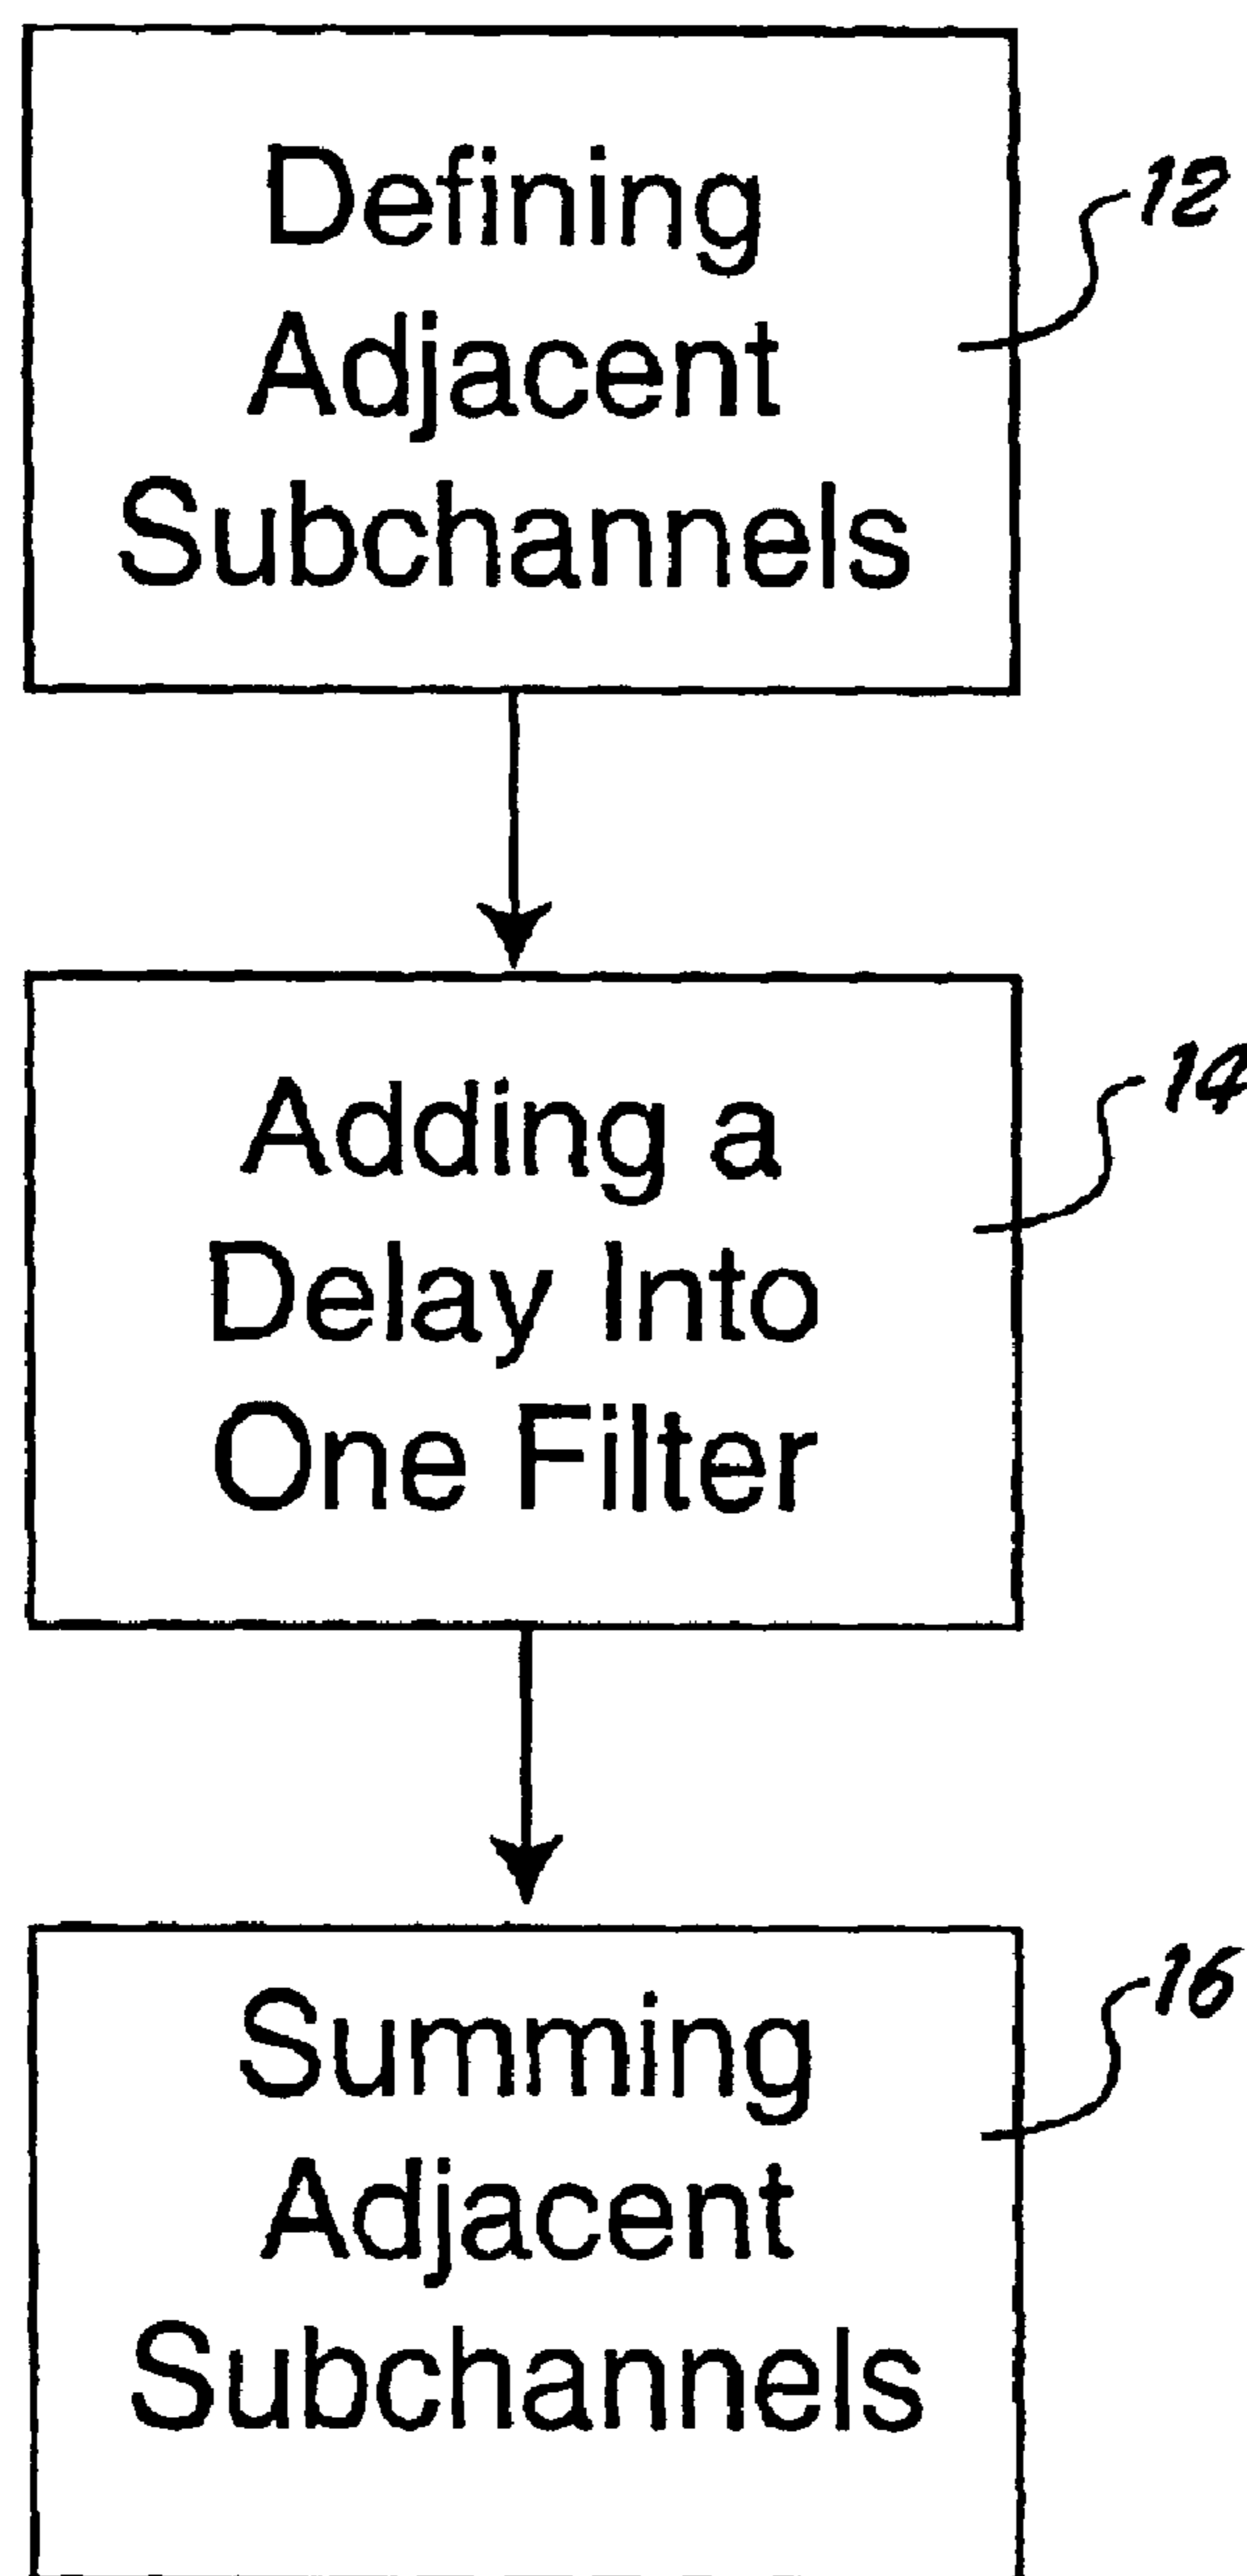 Defining
Adjacent
Subchannels
12
Adding a
Delay Into
One Filter
14
Summing
Adjacent
Subchannels
16